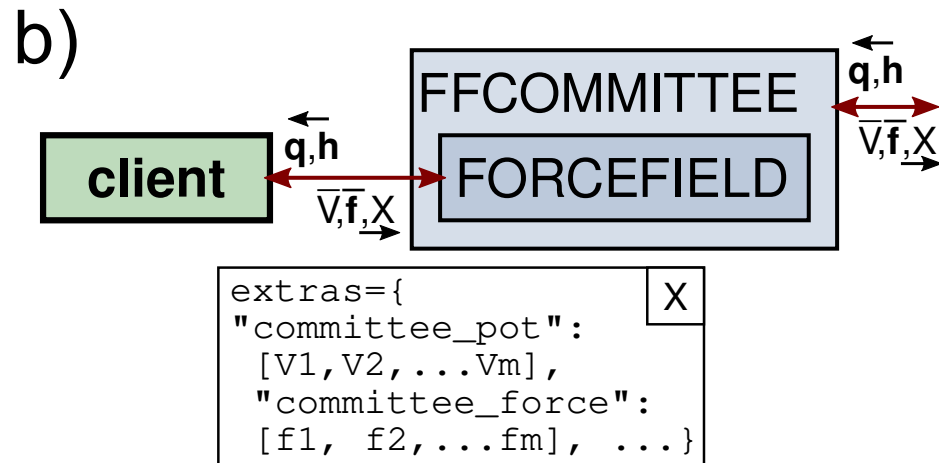 b)
FFCOMMITTEE
q,h
V̅,f̅,X
client
q,h
FORCEFIELD
V̅,f̅,X
extras={
X
"committee_pot":
[V1,V2,...Vm],
"committee_force":
[f1, f2,...fm], ...}